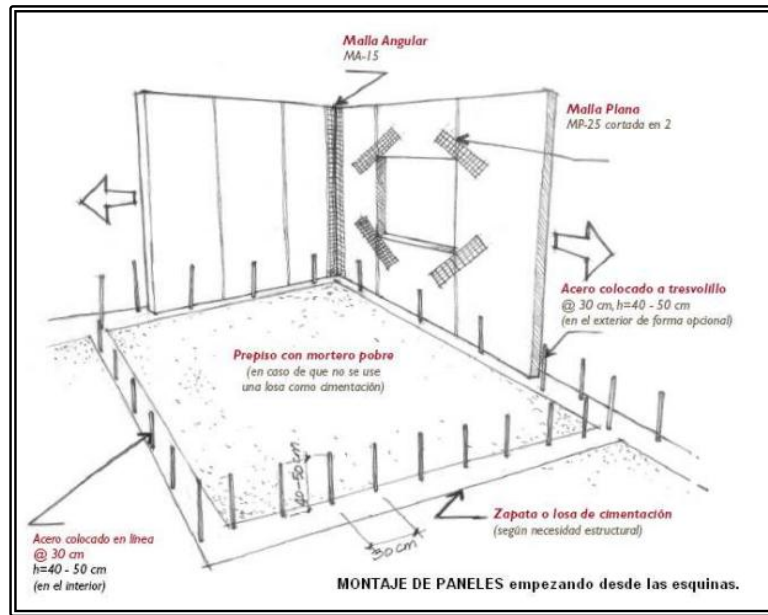 Malla Angular
MA-15
Malla Plana
MP-25 cortada en 2
Acero colocado a tresvolillo
@ 30 cm, h=40 - 50 cm
(en el exterior de forma opcional)
Prepiso con mortero pobre
(en caso de que no se use
una losa como cimentación)
40-50 cm
30 cm
Zapata o losa de cimentación
(según necesidad estructural)
Acero colocado en línea
@ 30 cm
h=40 - 50 cm
(en el interior)
MONTAJE DE PANELES empezando desde las esquinas.